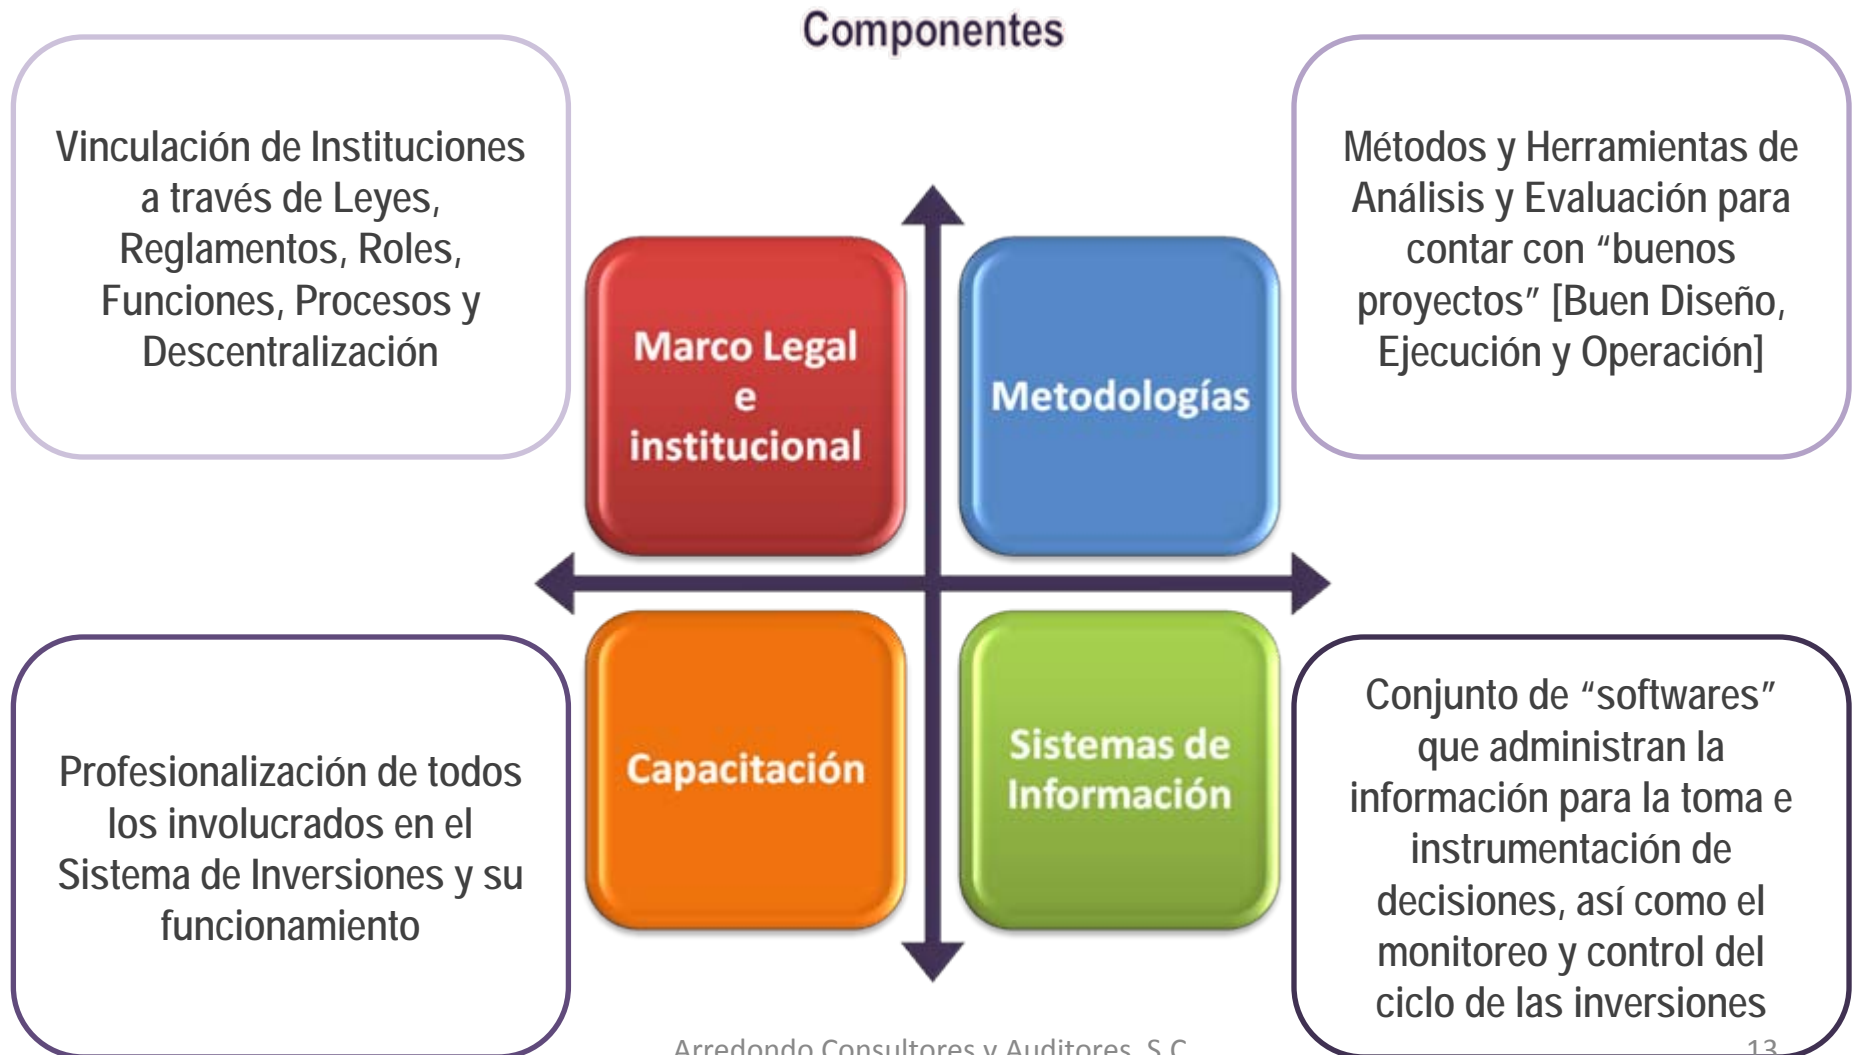 Componentes
Vinculación de Instituciones
a través de Leyes,
Reglamentos, Roles,
Funciones, Procesos y
Descentralización
Métodos y Herramientas de
Análisis y Evaluación para
contar con “buenos
proyectos” [Buen Diseño,
Ejecución y Operación]
Marco Legal
e
institucional
Metodologías
Capacitación
Sistemas de
Información
Profesionalización de todos
los involucrados en el
Sistema de Inversiones y su
funcionamiento
Conjunto de “softwares”
que administran la
información para la toma e
instrumentación de
decisiones, así como el
monitoreo y control del
ciclo de las inversiones
Arredondo Consultores y Auditores, S.C.
13